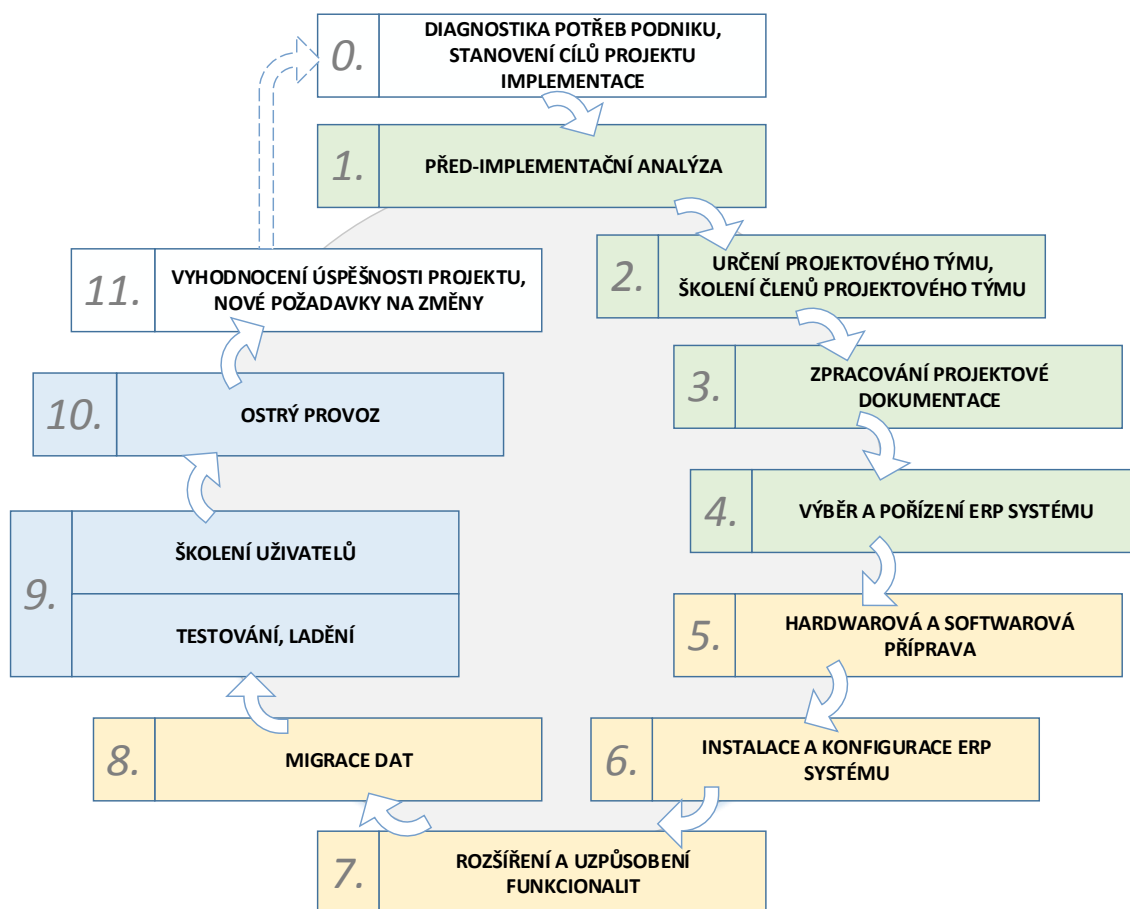 0.
DIAGNOSTIKA POTŘEB PODNIKU,
STANOVENÍ CÍLŮ PROJEKTU
IMPLEMENTACE
1.
PŘED-IMPLEMENTAČNÍ ANALÝZA
2.
URČENÍ PROJEKTOVÉHO TÝMU,
ŠKOLENÍ ČLENŮ PROJEKTOVÉHO TÝMU
3.
ZPRACOVÁNÍ PROJEKTOVÉ
DOKUMENTACE
4.
VÝBĚR A POŘÍZENÍ ERP SYSTÉMU
5.
HARDWAROVÁ A SOFTWAROVÁ
PŘÍPRAVA
6.
INSTALACE A KONFIGURACE ERP
SYSTÉMU
7.
ROZŠÍŘENÍ A UZPŮSOBENÍ
FUNKCIONALIT
8.
MIGRACE DAT
9.
ŠKOLENÍ UŽIVATELŮ
TESTOVÁNÍ, LADĚNÍ
10.
OSTRÝ PROVOZ
11.
VYHODNOCENÍ ÚSPĚŠNOSTI PROJEKTU,
NOVÉ POŽADAVKY NA ZMĚNY